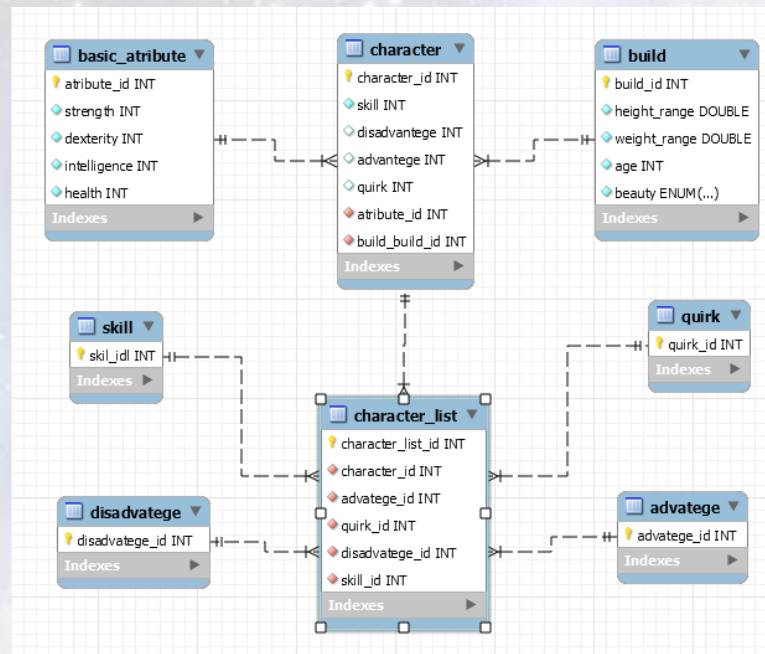 basic_atribute
atribute_id INT
strength INT
dexterity INT
intelligence INT
health INT
Indexes
character
character_id INT
skill INT
disadvantege INT
advantege INT
quirk INT
atribute_id INT
build_build_id INT
Indexes
build
build_id INT
height_range DOUBLE
weight_range DOUBLE
age INT
beauty ENUM(...)
Indexes
skill
skil_idl INT
Indexes
quirk
quirk_id INT
Indexes
character_list
character_list_id INT
character_id INT
advatege_id INT
quirk_id INT
disadvatege_id INT
skill_id INT
Indexes
disadvatege
disadvatege_id INT
Indexes
advatege
advatege_id INT
Indexes